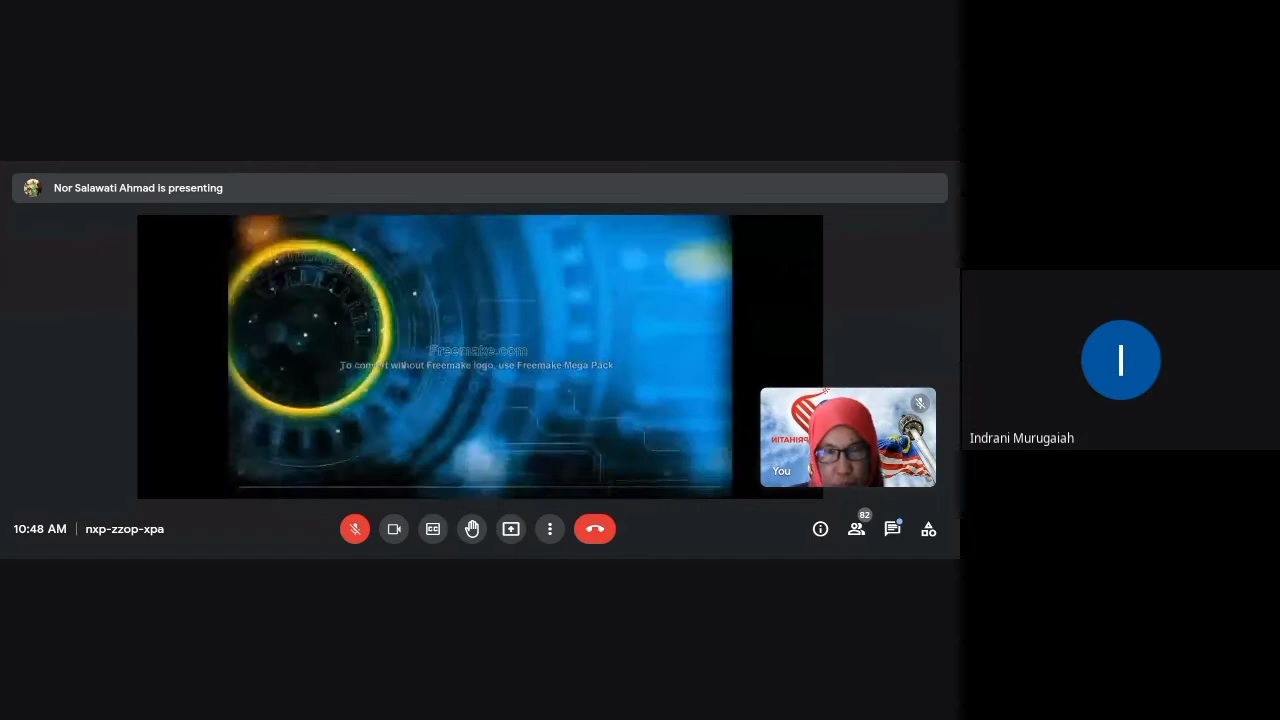 Nor Salawati Ahmad is presenting
Freemake.com
To convert without Freemake logo, use Freemake Mega Pack
You
10:48 AM | nxp-zzop-xpa
CC
82
I
Indrani Murugaiah